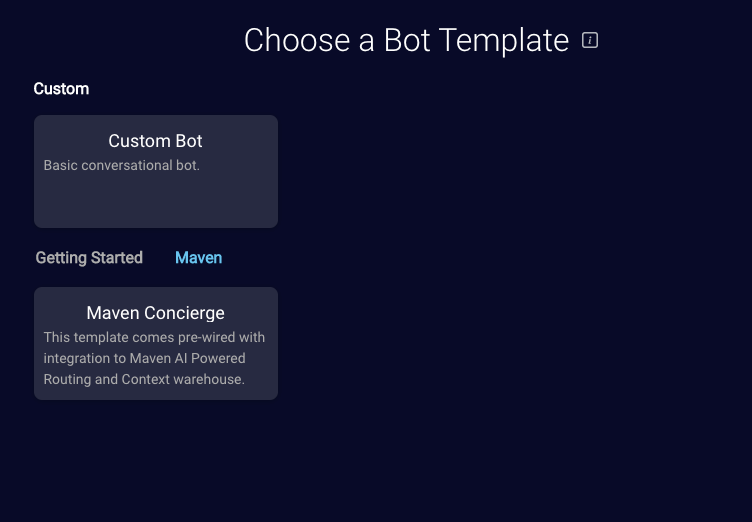 Choose a Bot Template i
Custom
Custom Bot
Basic conversational bot.
Getting Started Maven
Maven Concierge
This template comes pre-wired with
integration to Maven AI Powered
Routing and Context warehouse.